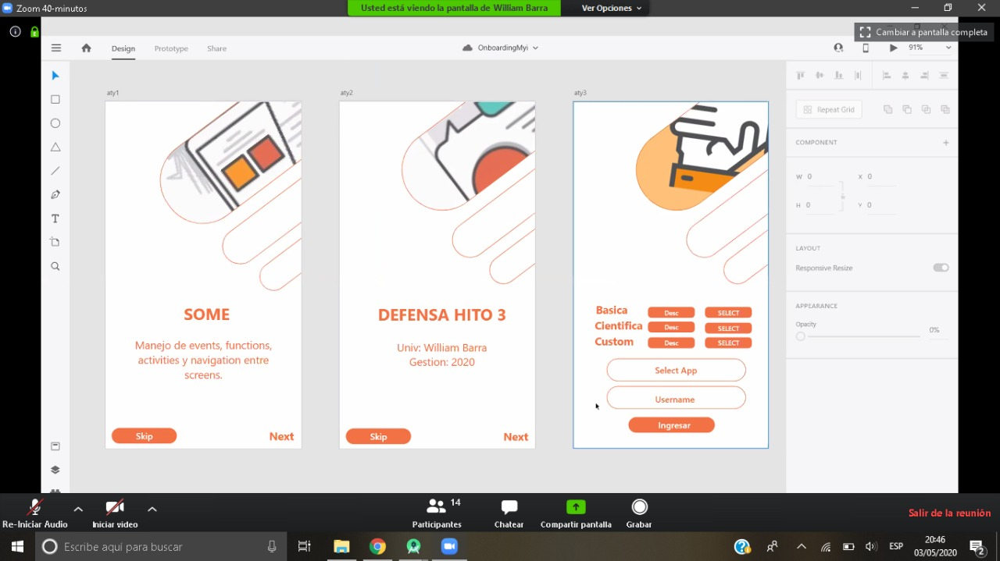 Zoom 40-minutos
Usted está viendo la pantalla de William Barra
Ver Opciones
Cambiar a pantalla completa
Design
Prototype
Share
OnboardingMyi
91%
aty1
aty2
aty3
Repeat Grid
COMPONENT
W 0
X 0
H 0
Y 0
LAYOUT
Responsive Resize
APPEARANCE
Opacity
0%
SOME
Manejo de events, functions,
activities y navigation entre
screens.
Skip
Next
DEFENSA HITO 3
Univ: William Barra
Gestion: 2020
Skip
Next
Basica
Desc
SELECT
Cientifica
Desc
SELECT
Custom
Desc
SELECT
Select App
Username
Ingresar
Re-Iniciar Audio
Iniciar video
14
Participantes
Chatear
Compartir pantalla
Grabar
Salir de la reunión
Escribe aquí para buscar
ESP
20:46
03/05/2020
2